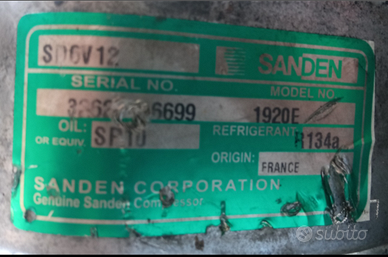 SD6V12
SANDEN
SERIAL NO.
MODEL NO.
1920E
OIL:
OR EQUIV.
SP10
REFRIGERANT
R134a
ORIGIN:
FRANCE
SANDEN CORPORATION
Genuine Sanden Compressor
subito